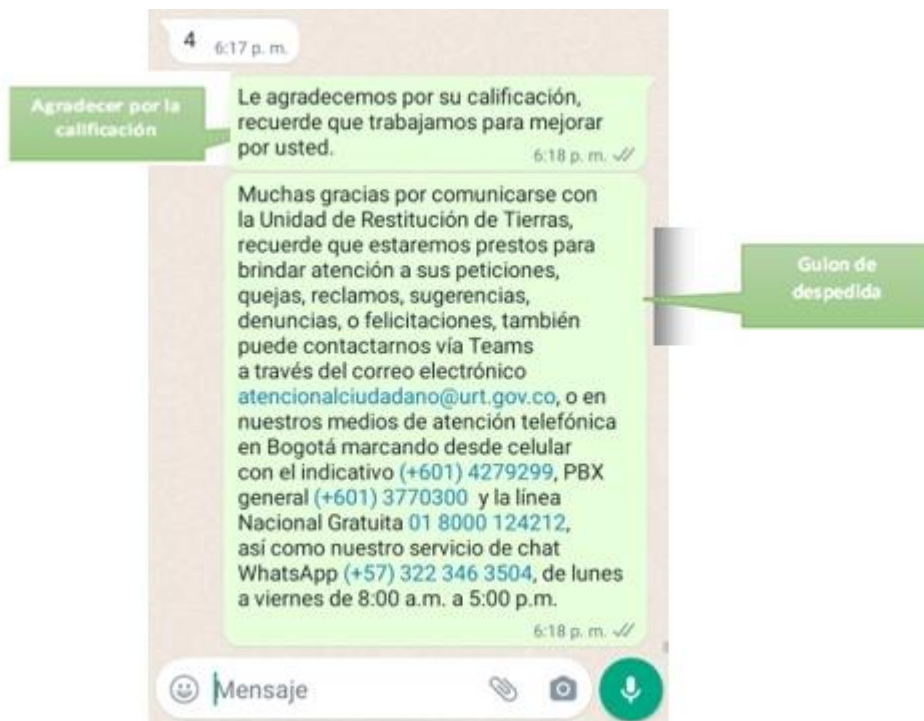 4 6:17 p. m.
Agradecer por la
calificación
Le agradecemos por su calificación,
recuerde que trabajamos para mejorar
por usted.
6:18 p. m.
Muchas gracias por comunicarse con
la Unidad de Restitución de Tierras,
recuerde que estaremos prestos para
brindar atención a sus peticiones,
quejas, reclamos, sugerencias,
denuncias, o felicitaciones, también
puede contactarnos vía Teams
a través del correo electrónico
atencionalciudadano@urt.gov.co, o en
nuestros medios de atención telefónica
en Bogotá marcando desde celular
con el indicativo (+601) 4279299, PBX
general (+601) 3770300 y la línea
Nacional Gratuita 01 8000 124212,
así como nuestro servicio de chat
WhatsApp (+57) 322 346 3504, de lunes
a viernes de 8:00 a.m. a 5:00 p.m.
6:18 p. m.
Guion de
despedida
Mensaje